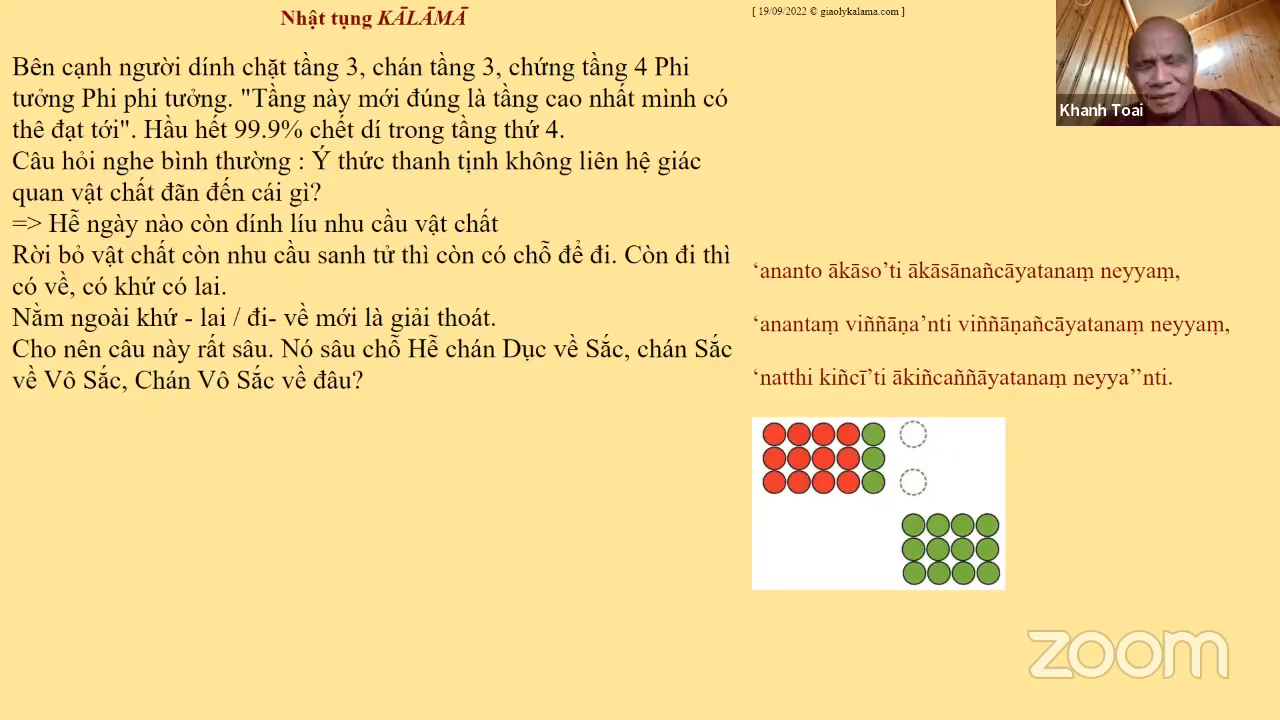 Nhật tụng KĀLĀMĀ
[ 19/09/2022 © giaolykalama.com ]
Khanh Toai
Bên cạnh người dính chặt tầng 3, chán tầng 3, chứng tầng 4 Phi
tưởng Phi phi tưởng. "Tầng này mới đúng là tầng cao nhất mình có
thê đạt tới". Hầu hết 99.9% chết dí trong tầng thứ 4.
Câu hỏi nghe bình thường : Ý thức thanh tịnh không liên hệ giác
quan vật chất đãn đến cái gì?
=> Hễ ngày nào còn dính líu nhu cầu vật chất
Rời bỏ vật chất còn nhu cầu sanh tử thì còn có chỗ để đi. Còn đi thì
có về, có khứ có lai.
Nằm ngoài khứ - lai / đi- về mới là giải thoát.
Cho nên câu này rất sâu. Nó sâu chỗ Hễ chán Dục về Sắc, chán Sắc
về Vô Sắc, Chán Vô Sắc về đâu?
‘ananto ākāso’ti ākāsānañcāyatanaṃ neyyaṃ,
‘anantaṃ viññāṇa’nti viññāṇañcāyatanaṃ neyyaṃ,
‘natthi kiñcī’ti ākiñcaññāyatanaṃ neyya’’nti.
zoom